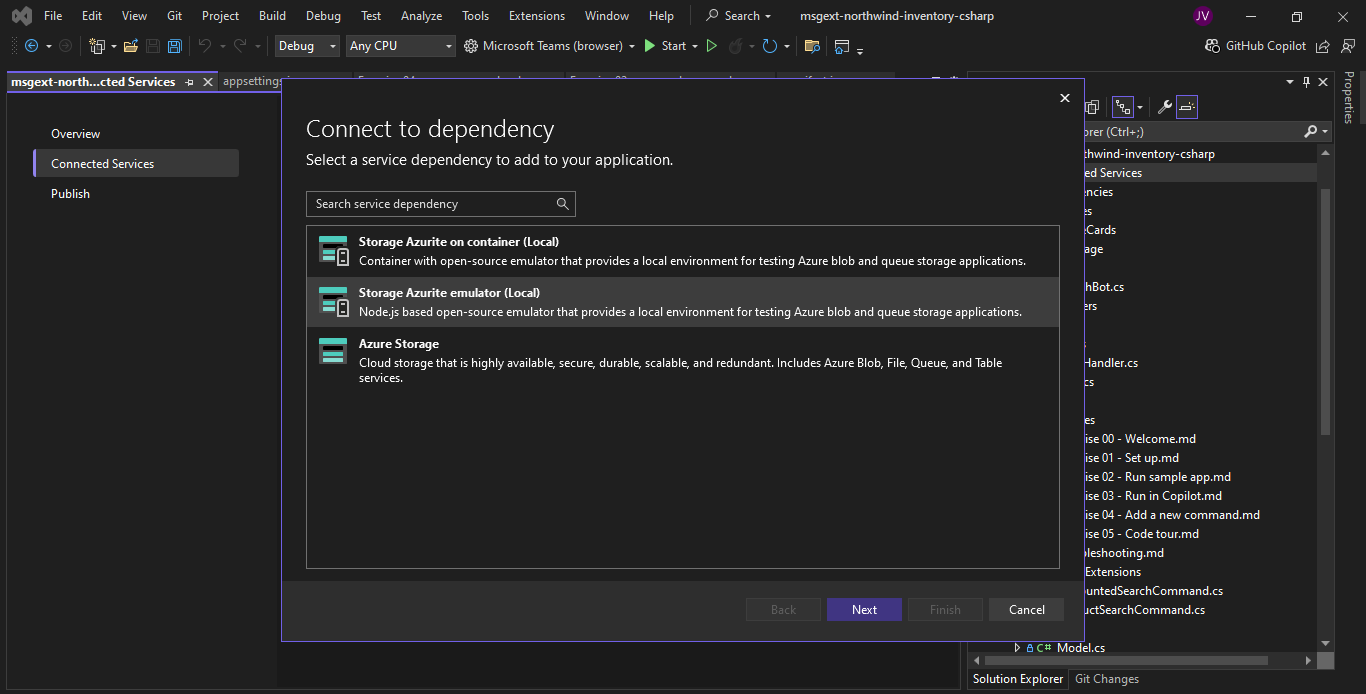 File Edit View Git Project Build Debug Test Analyze Tools Extensions Window Help Search msgext-northwind-inventory-csharp JV
Debug Any CPU Microsoft Teams (browser) Start GitHub Copilot
msgext-north...cted Services
Overview
Connected Services
Publish
Connect to dependency
Select a service dependency to add to your application.
Search service dependency
Storage Azurite on container (Local)
Container with open-source emulator that provides a local environment for testing Azure blob and queue storage applications.
Storage Azurite emulator (Local)
Node.js based open-source emulator that provides a local environment for testing Azure blob and queue storage applications.
Azure Storage
Cloud storage that is highly available, secure, durable, scalable, and redundant. Includes Azure Blob, File, Queue, and Table
services.
Back Next Finish Cancel
Properties
orer (Ctrl+;)
thwind-inventory-csharp
ed Services
ncies
es
eCards
age
hBot.cs
ers
Handler.cs
cs
es
ise 00 - Welcome.md
ise 01 - Set up.md
ise 02 - Run sample app.md
ise 03 - Run in Copilot.md
ise 04 - Add a new command.md
ise 05 - Code tour.md
bleshooting.md
Extensions
ountedSearchCommand.cs
uctSearchCommand.cs
C# Model.cs
Solution Explorer Git Changes